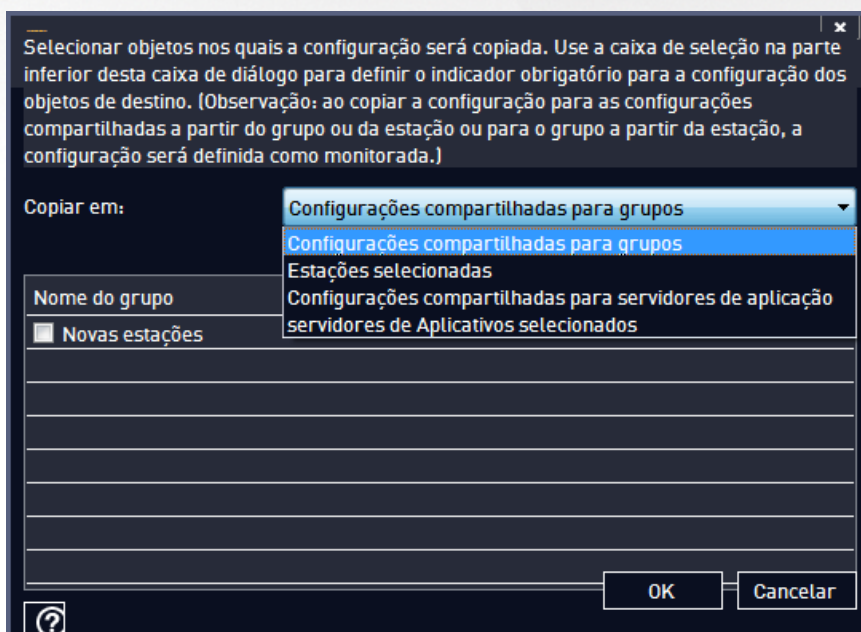 Selecionar objetos nos quais a configuração será copiada. Use a caixa de seleção na parte
inferior desta caixa de diálogo para definir o indicador obrigatório para a configuração dos
objetos de destino. (Observação: ao copiar a configuração para as configurações
compartilhadas a partir do grupo ou da estação ou para o grupo a partir da estação, a
configuração será definida como monitorada.)
Copiar em:
Configurações compartilhadas para grupos
Configurações compartilhadas para grupos
Estações selecionadas
Configurações compartilhadas para servidores de aplicação
servidores de Aplicativos selecionados
Nome do grupo
Novas estações
OK
Cancelar